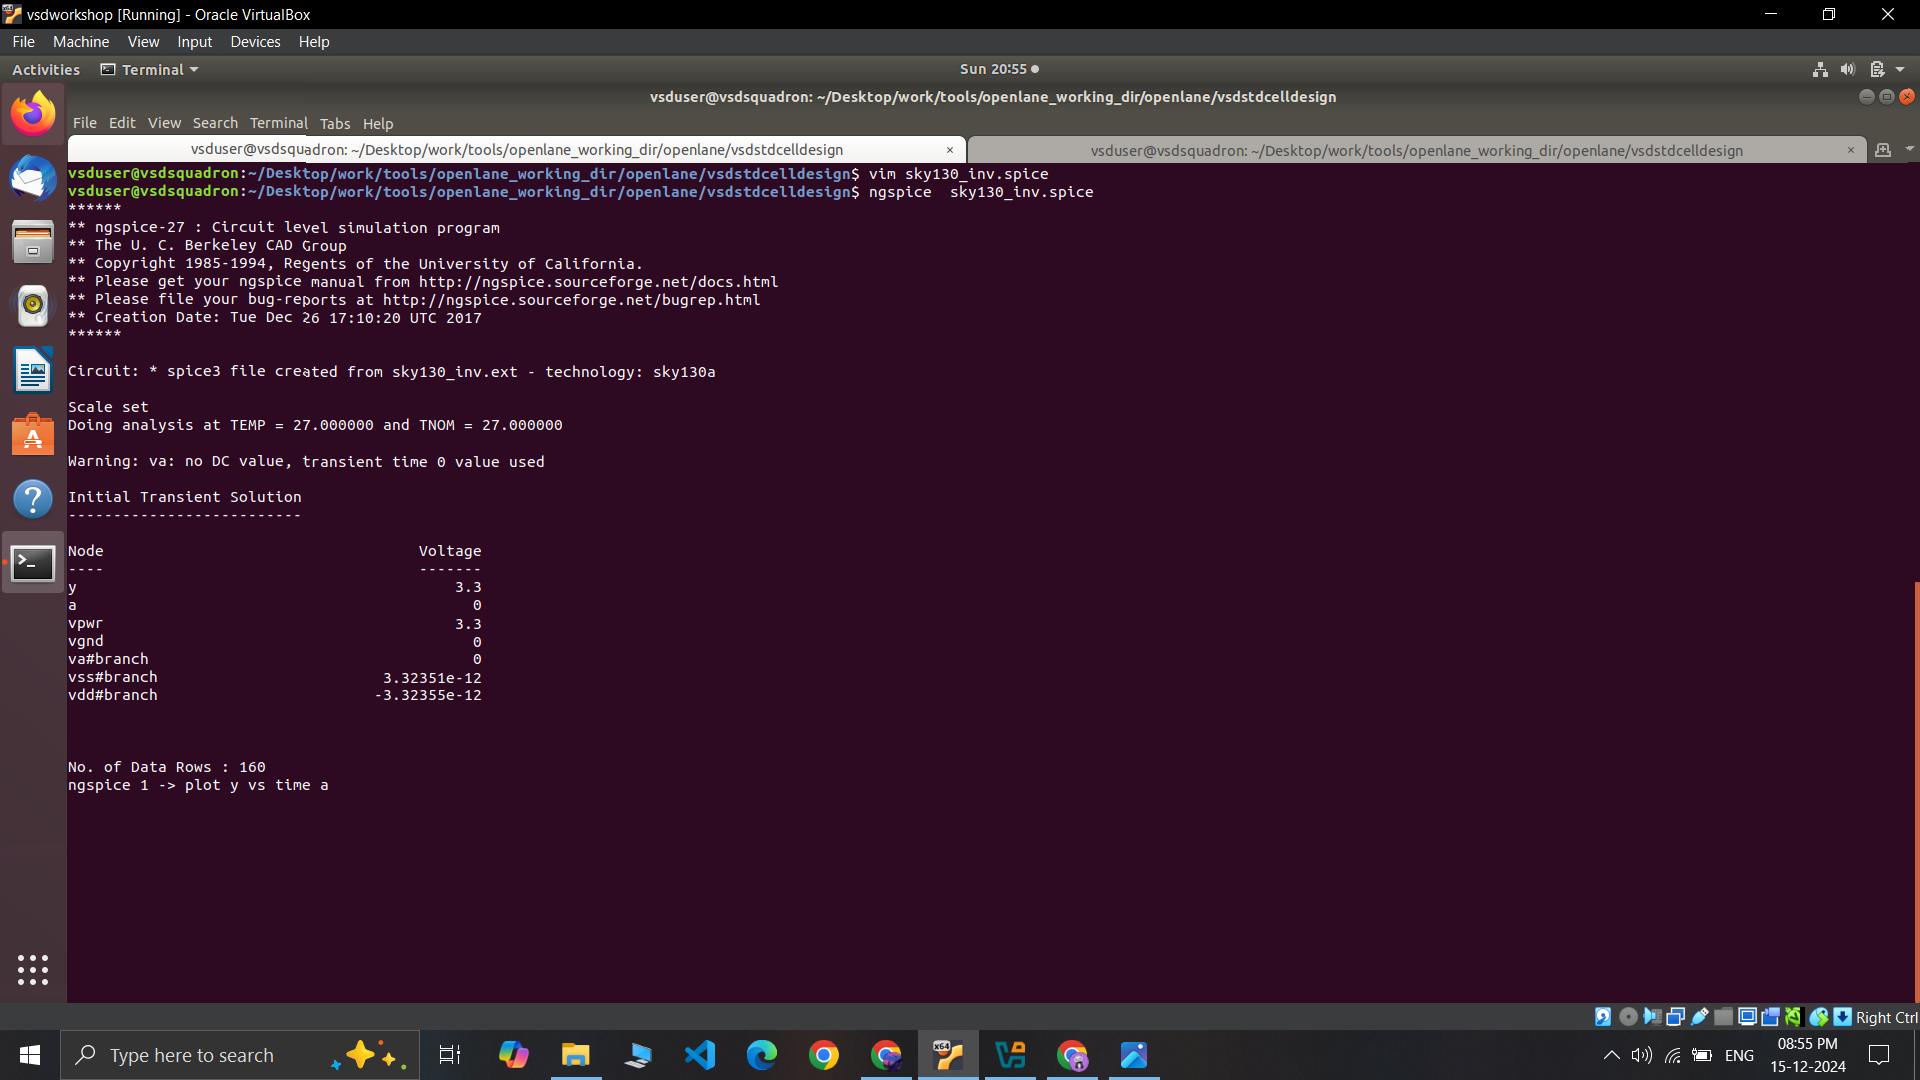 vsdworkshop [Running] - Oracle VirtualBox
File Machine View Input Devices Help
Activities Terminal Sun 20:55
vsduser@vsdsquadron: ~/Desktop/work/tools/openlane_working_dir/openlane/vsdstdcelldesign
File Edit View Search Terminal Tabs Help
vsduser@vsdsquadron: ~/Desktop/work/tools/openlane_working_dir/openlane/vsdstdcelldesign × vsduser@vsdsquadron: ~/Desktop/work/tools/openlane_working_dir/openlane/vsdstdcelldesign ×
vsduser@vsdsquadron:~/Desktop/work/tools/openlane_working_dir/openlane/vsdstdcelldesign$ vim sky130_inv.spice
vsduser@vsdsquadron:~/Desktop/work/tools/openlane_working_dir/openlane/vsdstdcelldesign$ ngspice  sky130_inv.spice
******
** ngspice-27 : Circuit level simulation program
** The U. C. Berkeley CAD Group
** Copyright 1985-1994, Regents of the University of California.
** Please get your ngspice manual from http://ngspice.sourceforge.net/docs.html
** Please file your bug-reports at http://ngspice.sourceforge.net/bugrep.html
** Creation Date: Tue Dec 26 17:10:20 UTC 2017
******
Circuit: * spice3 file created from sky130_inv.ext - technology: sky130a
Scale set
Doing analysis at TEMP = 27.000000 and TNOM = 27.000000
Warning: va: no DC value, transient time 0 value used
Initial Transient Solution
--------------------------
Node Voltage
---- -------
y 3.3
a 0
vpwr 3.3
vgnd 0
va#branch 0
vss#branch 3.32351e-12
vdd#branch -3.32355e-12
No. of Data Rows : 160
ngspice 1 -> plot y vs time a
Right Ctrl
Type here to search
x64
ENG
08:55 PM
15-12-2024